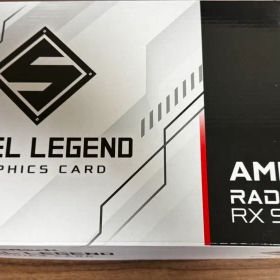 S
EL LEGEND
PHICS CARD
AM
RAD
RX 9